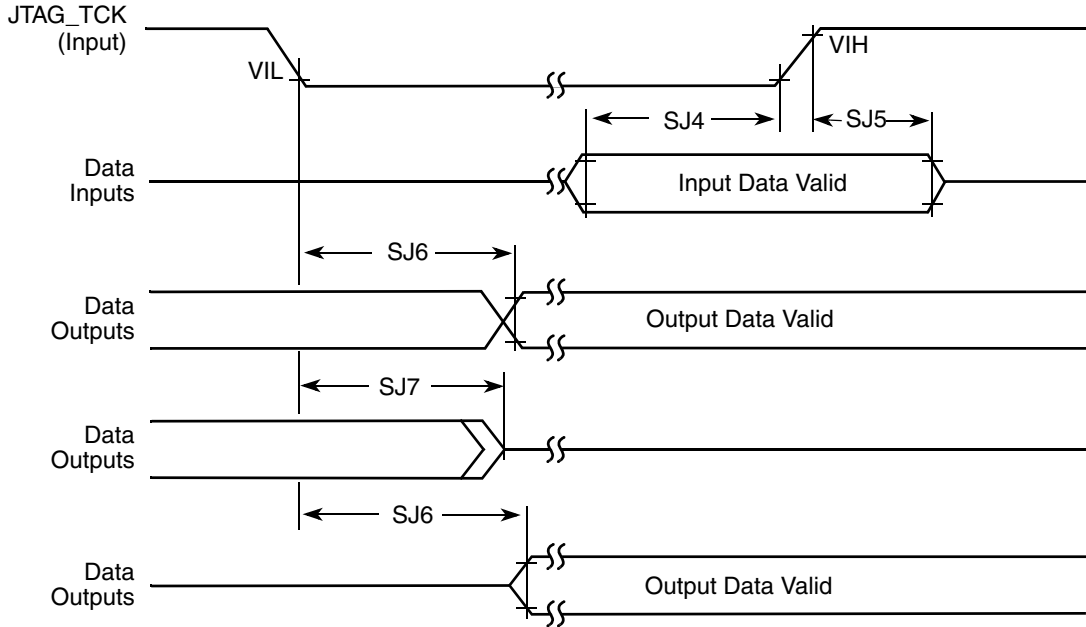 JTAG_TCK
(Input)
VIL
VIH
SJ4
SJ5
Data
Inputs
Input Data Valid
SJ6
Data
Outputs
Output Data Valid
SJ7
Data
Outputs
SJ6
Data
Outputs
Output Data Valid